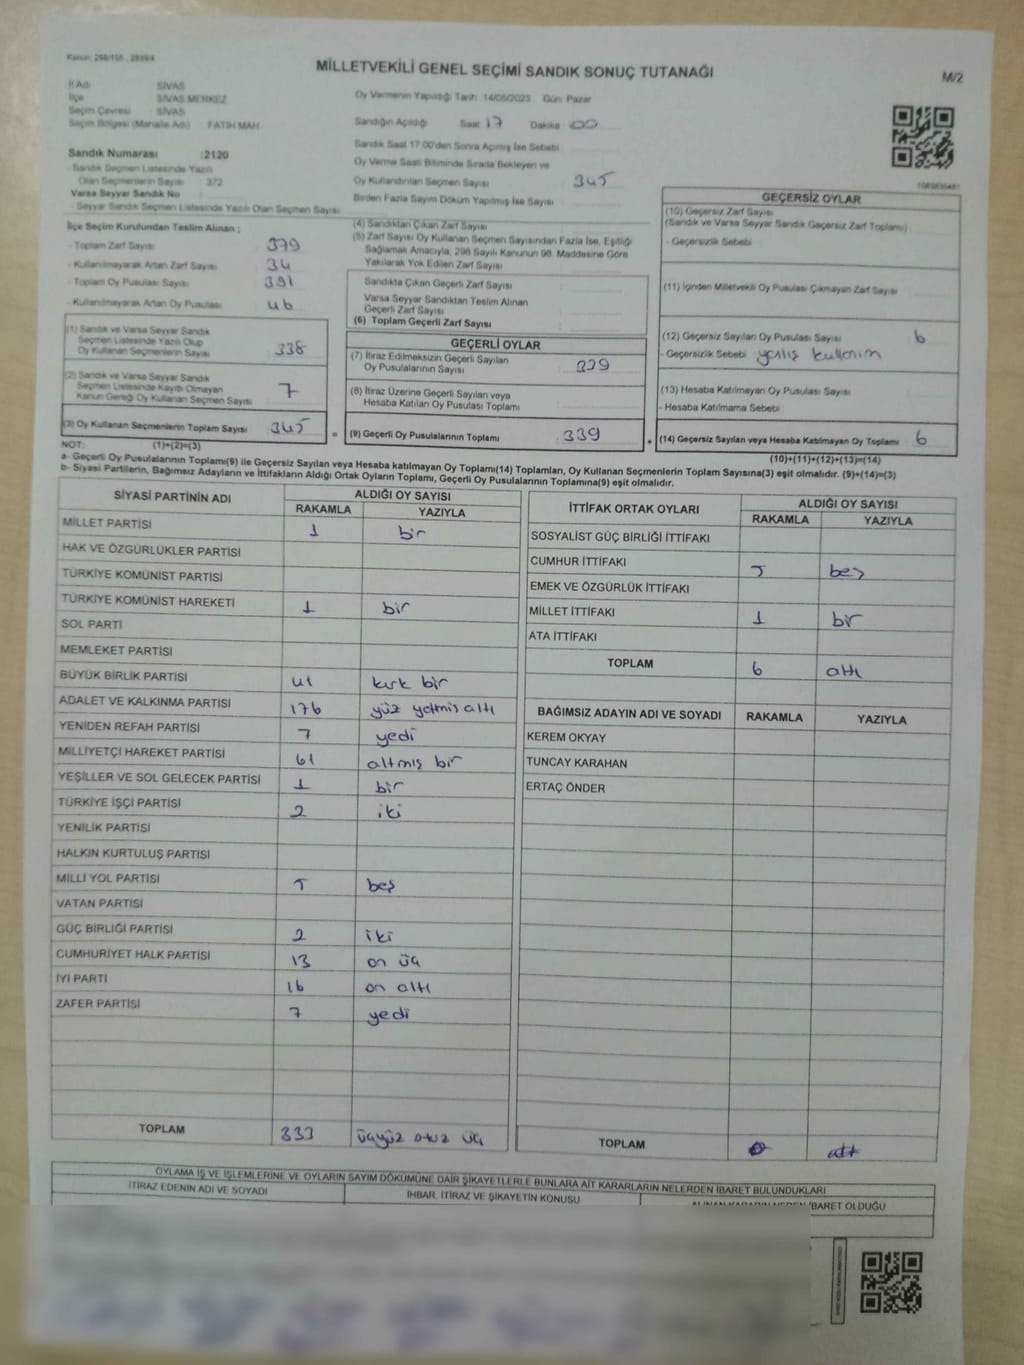 Kanun: 298/105 , 2839/4
MİLLETVEKİLİ GENEL SEÇİMİ SANDIK SONUÇ TUTANAĞI
M/2
İl Adı SİVAS
İlçe SİVAS MERKEZ
Seçim Çevresi SİVAS
Seçim Bölgesi (Mahalle Adı) : FATİH MAH.
Oy Vermenin Yapıldığı Tarih :14/05/2023 Gün: Pazar
Sandığın Açıldığı Saat 17 Dakika 00
Sandık Saat 17.00'den Sonra Açılmış İse Sebebi
Sandık Numarası :2120
- Sandık Seçmen Listesinde Yazılı
Olan Seçmenlerin Sayısı : 372
Varsa Seyyar Sandık No
- Seyyar Sandık Seçmen Listesinde Yazılı Olan Seçmen Sayısı
Oy Verme Saati Bitiminde Sırada Bekleyen ve
Oy Kullandırılan Seçmen Sayısı 345
Birden Fazla Sayım Döküm Yapılmış İse Sayısı
İlçe Seçim Kurulundan Teslim Alınan ;
- Toplam Zarf Sayısı 379
- Kullanılmayarak Artan Zarf Sayısı 34
- Toplam Oy Pusulası Sayısı 391
- Kullanılmayarak Artan Oy Pusulası 46
(1) Sandık ve Varsa Seyyar Sandık
Seçmen Listesinde Yazılı Olup
Oy Kullanan Seçmenlerin Sayısı 338
(2) Sandık ve Varsa Seyyar Sandık
Seçmen Listesinde Kayıtlı Olmayan
Kanun Gereği Oy Kullanan Seçmen Sayısı 7
(3) Oy Kullanan Seçmenlerin Toplam Sayısı 345
(4) Sandıktan Çıkan Zarf Sayısı
(5) Zarf Sayısı Oy Kullanan Seçmen Sayısından Fazla İse, Eşitliği
Sağlamak Amacıyla, 298 Sayılı Kanunun 98. Maddesine Göre
Yakılarak Yok Edilen Zarf Sayısı
Sandıkta Çıkan Geçerli Zarf Sayısı
Varsa Seyyar Sandıktan Teslim Alınan
Geçerli Zarf Sayısı
(6) Toplam Geçerli Zarf Sayısı
GEÇERLİ OYLAR
(7) İtiraz Edilmeksizin Geçerli Sayılan
Oy Pusulalarının Sayısı 339
(8) İtiraz Üzerine Geçerli Sayılan veya
Hesaba Katılan Oy Pusulası Toplamı
= (9) Geçerli Oy Pusulalarının Toplamı 339 +
GEÇERSİZ OYLAR
(10) Geçersiz Zarf Sayısı
(Sandık ve Varsa Seyyar Sandık Geçersiz Zarf Toplamı)
- Geçersizlik Sebebi
(11) İçinden Milletvekili Oy Pusulası Çıkmayan Zarf Sayısı
(12) Geçersiz Sayılan Oy Pusulası Sayısı 6
- Geçersizlik Sebebi yanlış kullanım
(13) Hesaba Katılmayan Oy Pusulası Sayısı
- Hesaba Katılmama Sebebi
(14) Geçersiz Sayılan veya Hesaba Katılmayan Oy Toplamı 6
NOT: (1)+(2)=(3) (10)+(11)+(12)+(13)=(14)
a- Geçerli Oy Pusulalarının Toplamı(9) ile Geçersiz Sayılan veya Hesaba katılmayan Oy Toplamı(14) Toplamları, Oy Kullanan Seçmenlerin Toplam Sayısına(3) eşit olmalıdır. (9)+(14)=(3)
b- Siyasi Partilerin, Bağımsız Adayların ve İttifakların Aldığı Ortak Oyların Toplamı, Geçerli Oy Pusulalarının Toplamına(9) eşit olmalıdır.
SİYASİ PARTİNİN ADI ALDIĞI OY SAYISI
RAKAMLA YAZIYLA
MİLLET PARTİSİ 1 bir
HAK VE ÖZGÜRLÜKLER PARTİSİ
TÜRKİYE KOMÜNİST PARTİSİ
TÜRKİYE KOMÜNİST HAREKETİ 1 bir
SOL PARTİ
MEMLEKET PARTİSİ
BÜYÜK BİRLİK PARTİSİ 41 kırk bir
ADALET VE KALKINMA PARTİSİ 176 yüz yetmiş altı
YENİDEN REFAH PARTİSİ 7 yedi
MİLLİYETÇİ HAREKET PARTİSİ 61 altmış bir
YEŞİLLER VE SOL GELECEK PARTİSİ 1 bir
TÜRKİYE İŞÇİ PARTİSİ 2 iki
YENİLİK PARTİSİ
HALKIN KURTULUŞ PARTİSİ
MİLLİ YOL PARTİSİ 5 beş
VATAN PARTİSİ
GÜÇ BİRLİĞİ PARTİSİ 2 iki
CUMHURİYET HALK PARTİSİ 13 on üç
İYİ PARTİ 16 on altı
ZAFER PARTİSİ 7 yedi
TOPLAM 333 üçyüz otuz üç
İTTİFAK ORTAK OYLARI ALDIĞI OY SAYISI
RAKAMLA YAZIYLA
SOSYALİST GÜÇ BİRLİĞİ İTTİFAKI
CUMHUR İTTİFAKI 5 beş
EMEK VE ÖZGÜRLÜK İTTİFAKI
MİLLET İTTİFAKI 1 bir
ATA İTTİFAKI
TOPLAM 6 altı
BAĞIMSIZ ADAYIN ADI VE SOYADI RAKAMLA YAZIYLA
KEREM OKYAY
TUNCAY KARAHAN
ERTAÇ ÖNDER
TOPLAM
OYLAMA İŞ VE İŞLEMLERİNE VE OYLARIN SAYIM DÖKÜMÜNE DAİR ŞİKAYETLERLE BUNLARA AİT KARARLARIN NELERDEN İBARET BULUNDUKLARI
İTİRAZ EDENİN ADI VE SOYADI İHBAR, İTİRAZ VE ŞİKAYETİN KONUSU ALINAN KARARIN NEDEN İBARET OLDUĞU